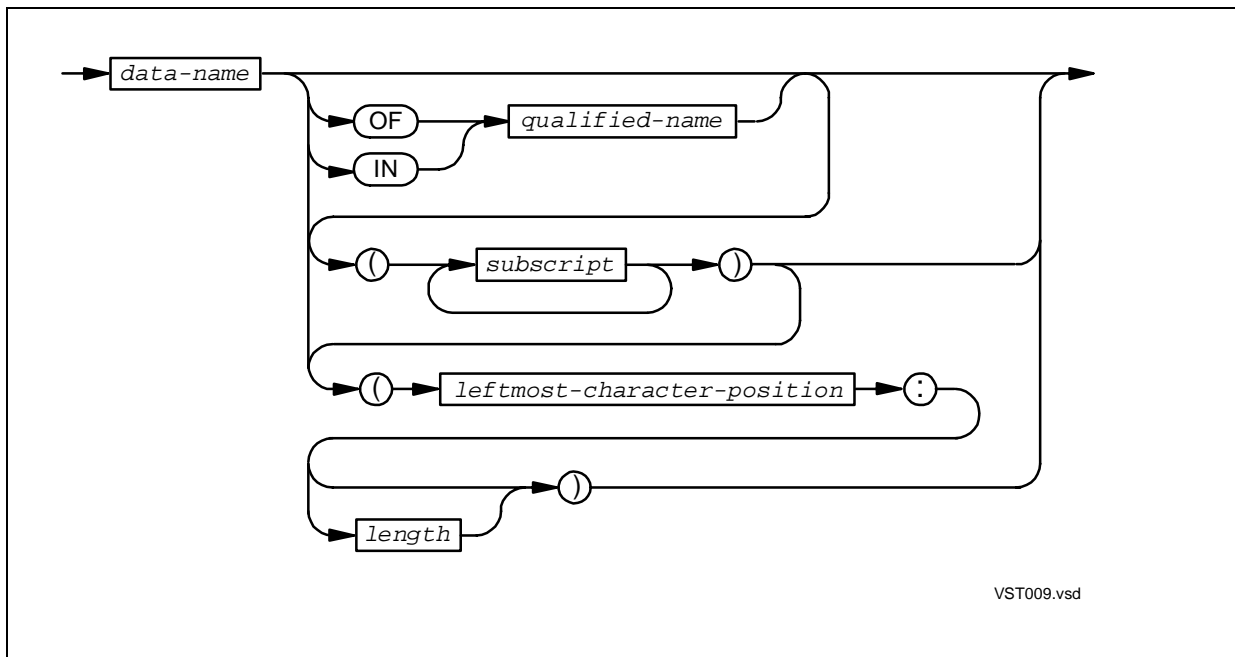 data-name
OF qualified-name
IN
( subscript )
( leftmost-character-position :
)
length
VST009.vsd